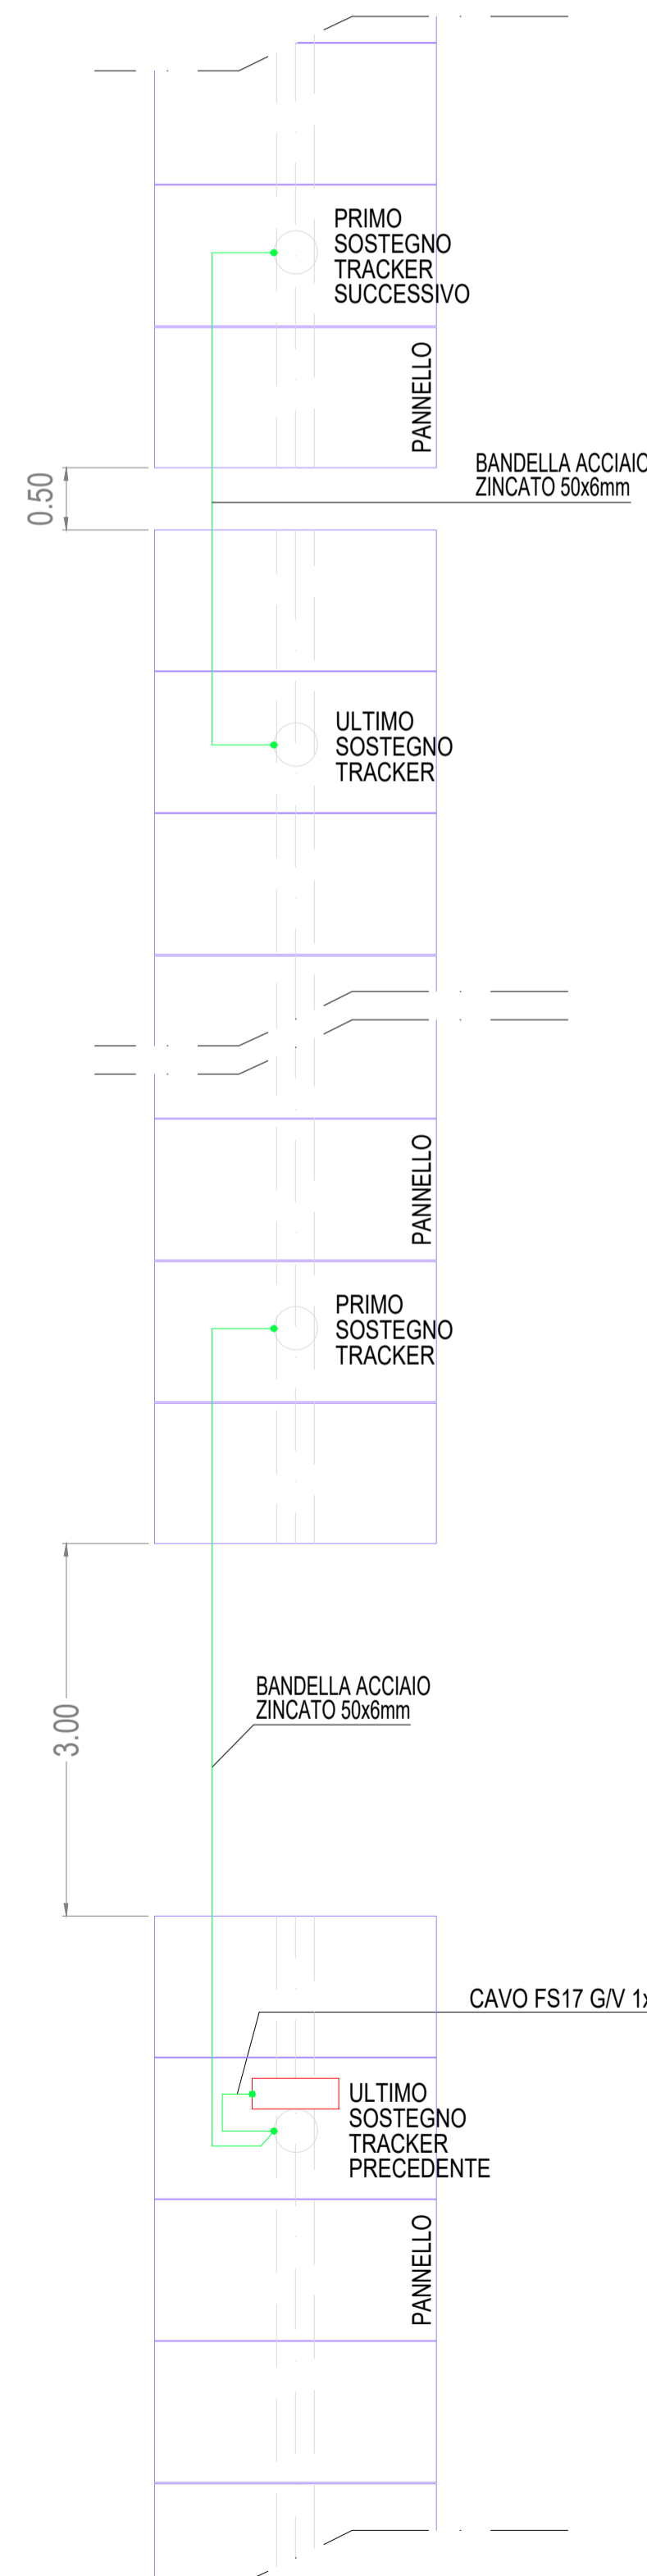 PRIMO
SOSTEGNO
TRACKER
SUCCESSIVO
PANNELLO
BANDELLA ACCIAIO
ZINCATO 50x6mm
0.50
ULTIMO
SOSTEGNO
TRACKER
PANNELLO
PRIMO
SOSTEGNO
TRACKER
BANDELLA ACCIAIO
ZINCATO 50x6mm
3.00
CAVO FS17 G/V 1x
ULTIMO
SOSTEGNO
TRACKER
PRECEDENTE
PANNELLO